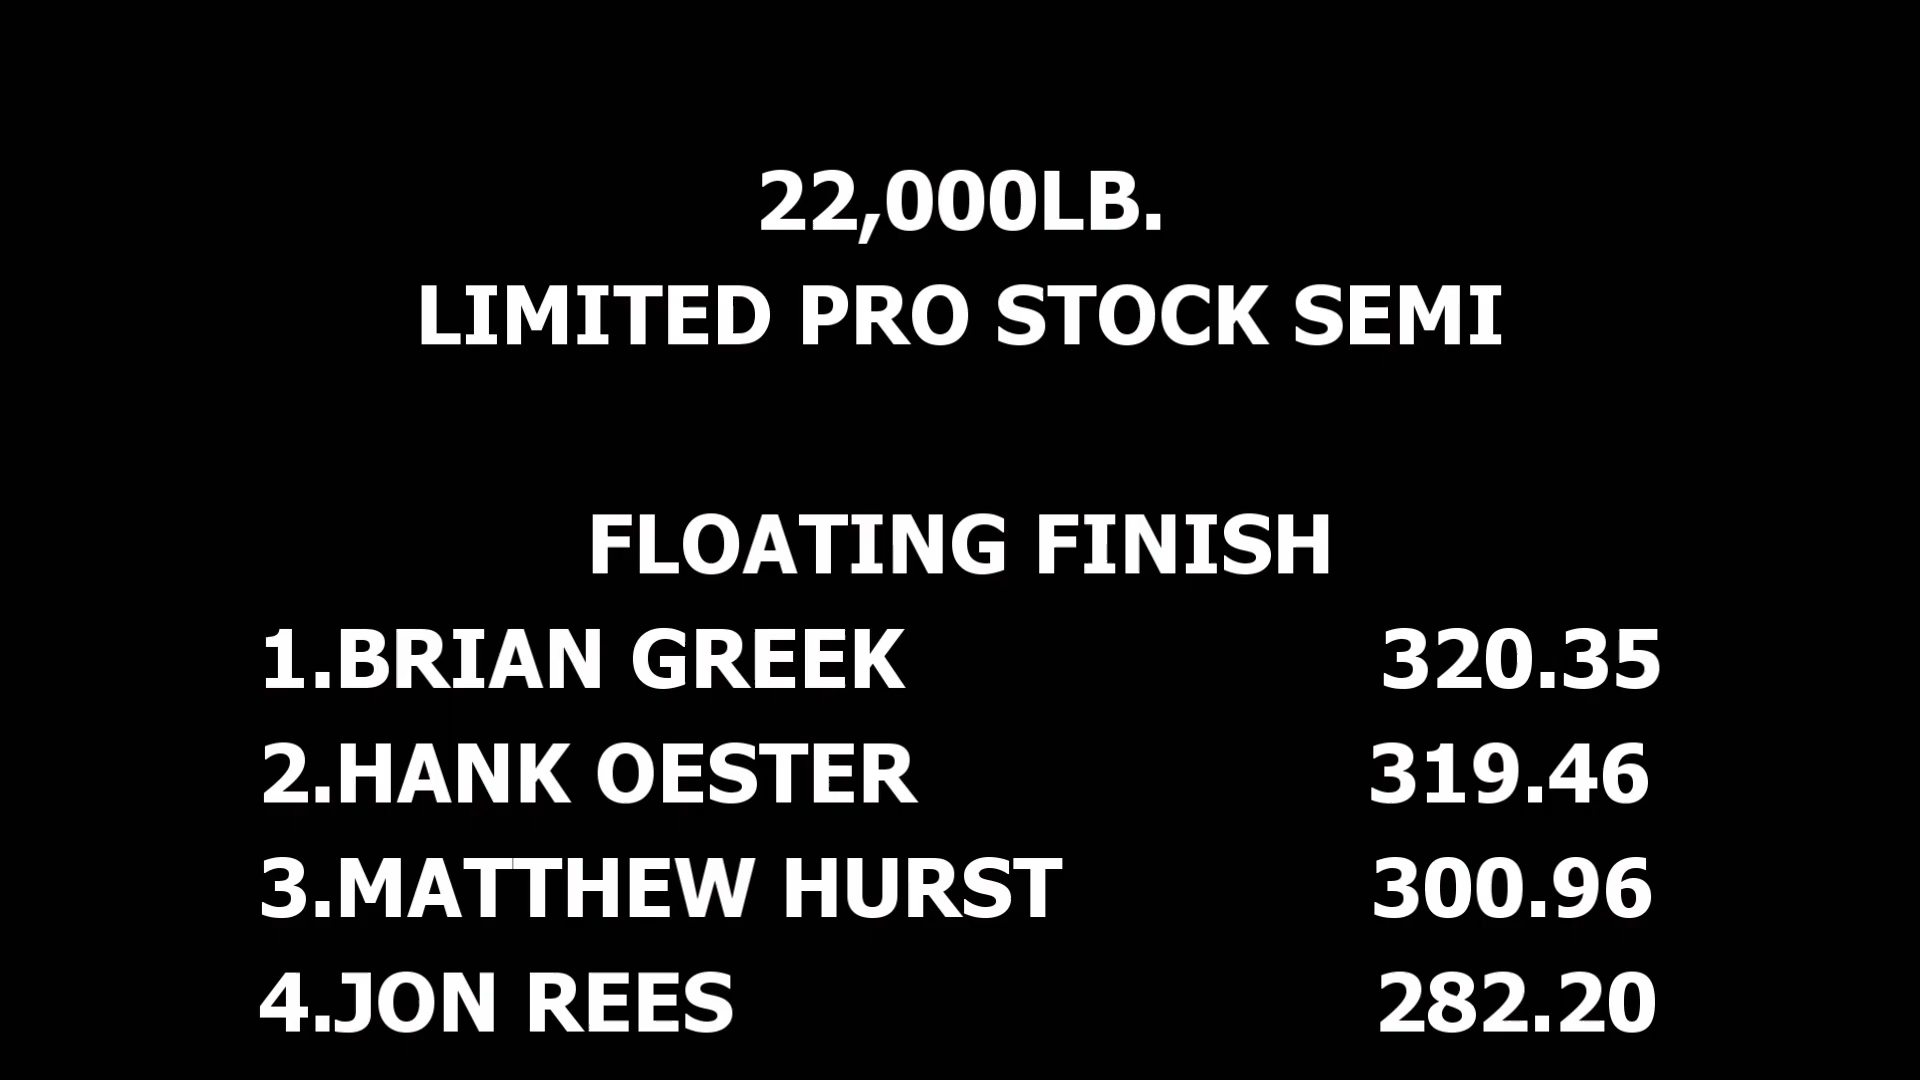 22,000LB.
LIMITED PRO STOCK SEMI
FLOATING FINISH
1.BRIAN GREEK 320.35
2.HANK OESTER 319.46
3.MATTHEW HURST 300.96
4.JON REES 282.20